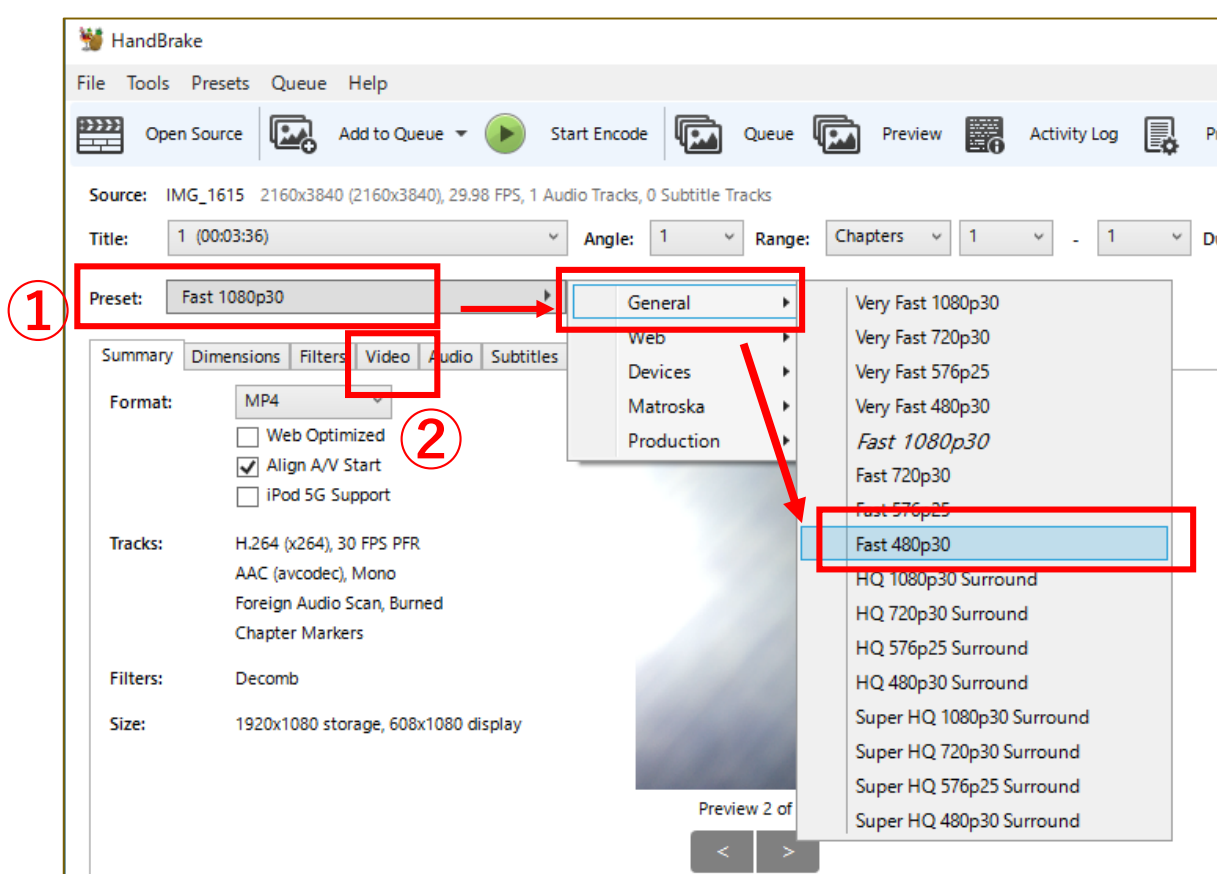 HandBrake
File Tools Presets Queue Help
Open Source Add to Queue Start Encode Queue Preview Activity Log
Source: IMG_1615 2160x3840 (2160x3840), 29.98 FPS, 1 Audio Tracks, 0 Subtitle Tracks
Title: 1 (00:03:36) Angle: 1 Range: Chapters 1 - 1
① Preset: Fast 1080p30
General
Web
Devices
Matroska
Production
Very Fast 1080p30
Very Fast 720p30
Very Fast 576p25
Very Fast 480p30
Fast 1080p30
Fast 720p30
Fast 576p25
Fast 480p30
HQ 1080p30 Surround
HQ 720p30 Surround
HQ 576p25 Surround
HQ 480p30 Surround
Super HQ 1080p30 Surround
Super HQ 720p30 Surround
Super HQ 576p25 Surround
Super HQ 480p30 Surround
Summary Dimensions Filters Video Audio Subtitles
②
Format: MP4
Web Optimized
Align A/V Start
iPod 5G Support
Tracks: H.264 (x264), 30 FPS PFR
AAC (avcodec), Mono
Foreign Audio Scan, Burned
Chapter Markers
Filters: Decomb
Size: 1920x1080 storage, 608x1080 display
Preview 2 of
< >